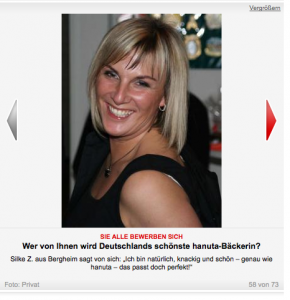 Vergrößern
SIE ALLE BEWERBEN SICH
Wer von Ihnen wird Deutschlands schönste hanuta-Bäckerin?
Silke Z. aus Bergheim sagt von sich: „Ich bin natürlich, knackig und schön – genau wie
hanuta – das passt doch perfekt!“
Foto: Privat
58 von 73